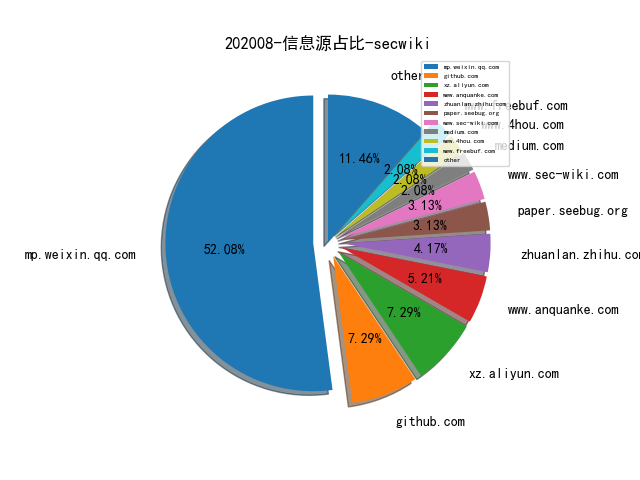 202008-信息源占比-secwiki
other
mp.weixin.qq.com
github.com
xz.aliyun.com
www.anquanke.com
zhuanlan.zhihu.com
paper.seebug.org
www.sec-wiki.com
medium.com
www.4hou.com
www.freebuf.com
other
www.freebuf.com
www.4hou.com
medium.com
www.sec-wiki.com
paper.seebug.org
zhuanlan.zhihu.com
www.anquanke.com
xz.aliyun.com
github.com
mp.weixin.qq.com
11.46%
2.08%
2.08%
2.08%
3.13%
3.13%
4.17%
5.21%
7.29%
7.29%
52.08%